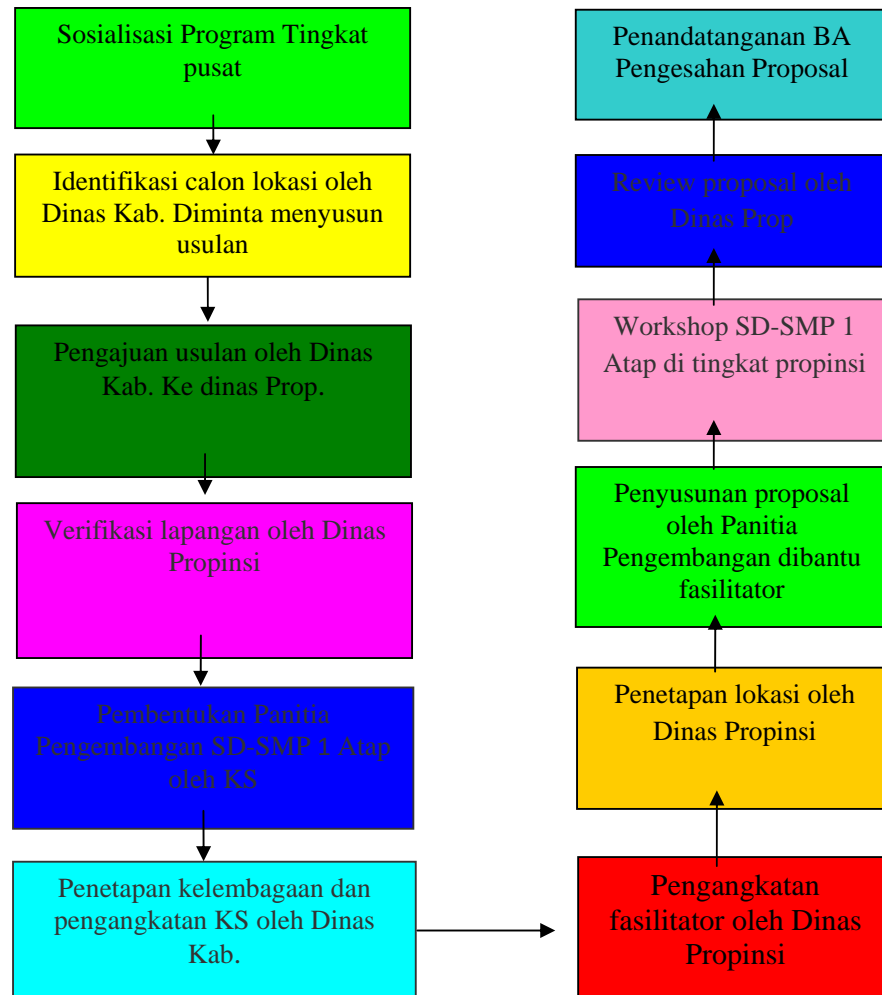 Sosialisasi Program Tingkat
pusat
Identifikasi calon lokasi oleh
Dinas Kab. Diminta menyusun
usulan
Pengajuan usulan oleh Dinas
Kab. Ke dinas Prop.
Verifikasi lapangan oleh Dinas
Propinsi
Pembentukan Panitia
Pengembangan SD-SMP 1 Atap
oleh KS
Penetapan kelembagaan dan
pengangkatan KS oleh Dinas
Kab.
Pengangkatan
fasilitator oleh Dinas
Propinsi
Penetapan lokasi oleh
Dinas Propinsi
Penyusunan proposal
oleh Panitia
Pengembangan dibantu
fasilitator
Workshop SD-SMP 1
Atap di tingkat propinsi
Review proposal oleh
Dinas Prop
Penandatanganan BA
Pengesahan Proposal